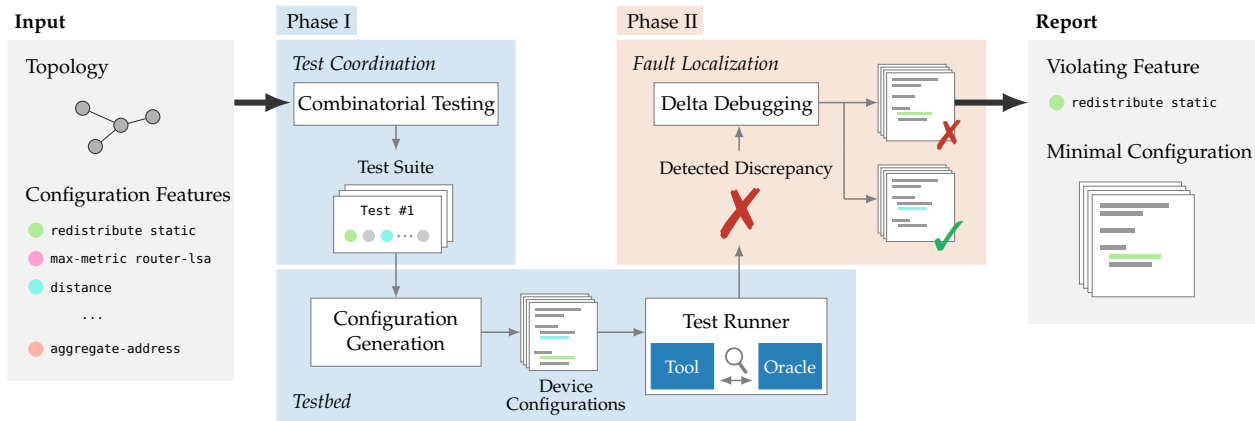 Input
Topology
Configuration Features
redistribute static
max-metric router-lsa
distance
...
aggregate-address
Phase I
Test Coordination
Combinatorial Testing
Test Suite
Test #1
...
Configuration
Generation
Device
Configurations
Test Runner
Tool
Oracle
Testbed
Phase II
Fault Localization
Delta Debugging
Detected Discrepancy
Report
Violating Feature
redistribute static
Minimal Configuration